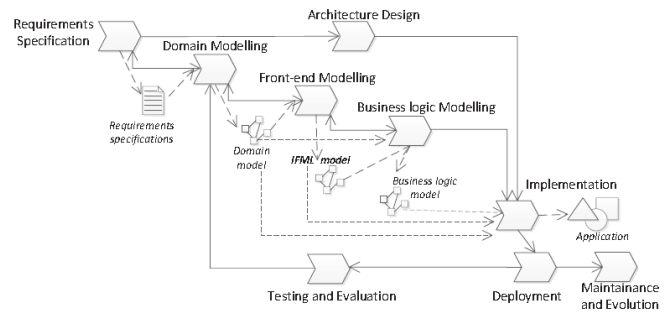 Requirements
Specification
Architecture Design
Domain Modelling
Front-end Modelling
Business logic Modelling
Requirements
specifications
Domain
model
IFML model
Business logic
model
Implementation
Application
Testing and Evaluation
Deployment
Maintainance
and Evolution